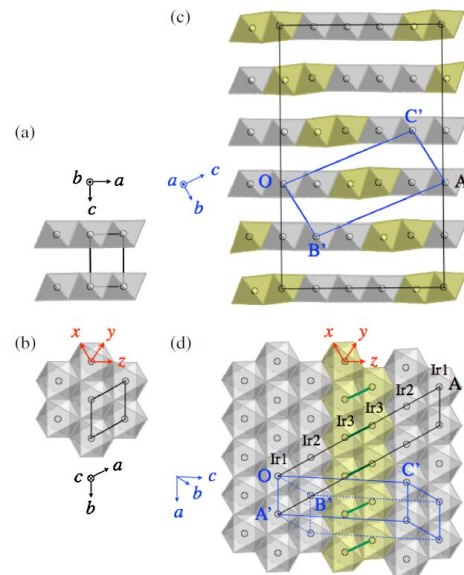 (c)
C'
(a)
b a
c
a c
b
O A
B'
(b)
x y
z
c a
b
(d)
x y
z
Ir1
A
Ir2
Ir3
Ir3
Ir2
Ir1
O
C'
B'
A'
c
b
a